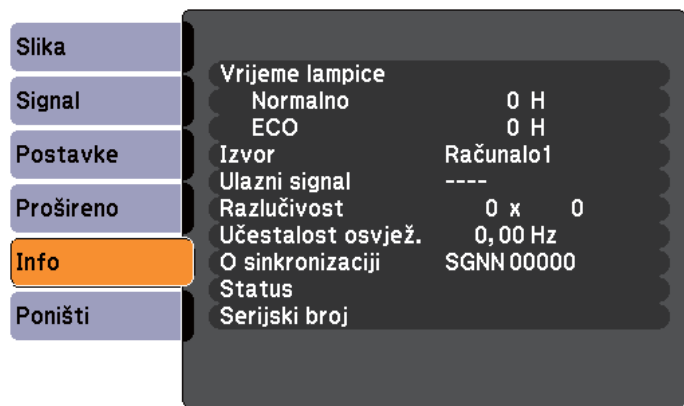 Slika
Signal
Postavke
Prošireno
Info
Poništi
Vrijeme lampice
Normalno 0 H
ECO 0 H
Izvor Računalo1
Ulazni signal ----
Razlučivost 0 x 0
Učestalost osvjež. 0,00 Hz
O sinkronizaciji SGNN 00000
Status
Serijski broj